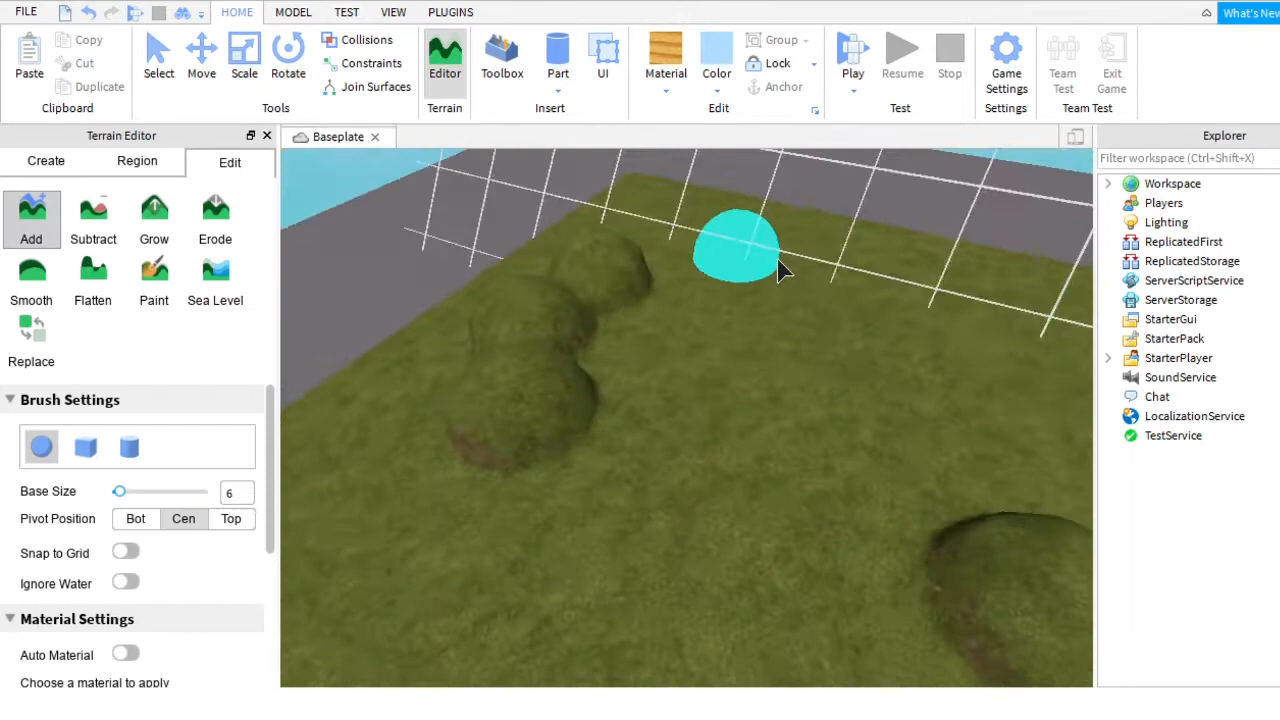 FILE HOME MODEL TEST VIEW PLUGINS What's New
Paste Copy Cut Duplicate
Select Move Scale Rotate Collisions Constraints Join Surfaces
Editor Toolbox Part UI
Material Color Group Lock Anchor
Play Resume Stop Game Settings Team Test Exit Game
Clipboard Tools Terrain Insert Edit Test Settings Team Test
Terrain Editor
Create Region Edit
Add Subtract Grow Erode
Smooth Flatten Paint Sea Level
Replace
Brush Settings
Base Size 6
Pivot Position Bot Cen Top
Snap to Grid
Ignore Water
Material Settings
Auto Material
Choose a material to apply
Baseplate
Explorer
Filter workspace (Ctrl+Shift+X)
Workspace
Players
Lighting
ReplicatedFirst
ReplicatedStorage
ServerScriptService
ServerStorage
StarterGui
StarterPack
StarterPlayer
SoundService
Chat
LocalizationService
TestService